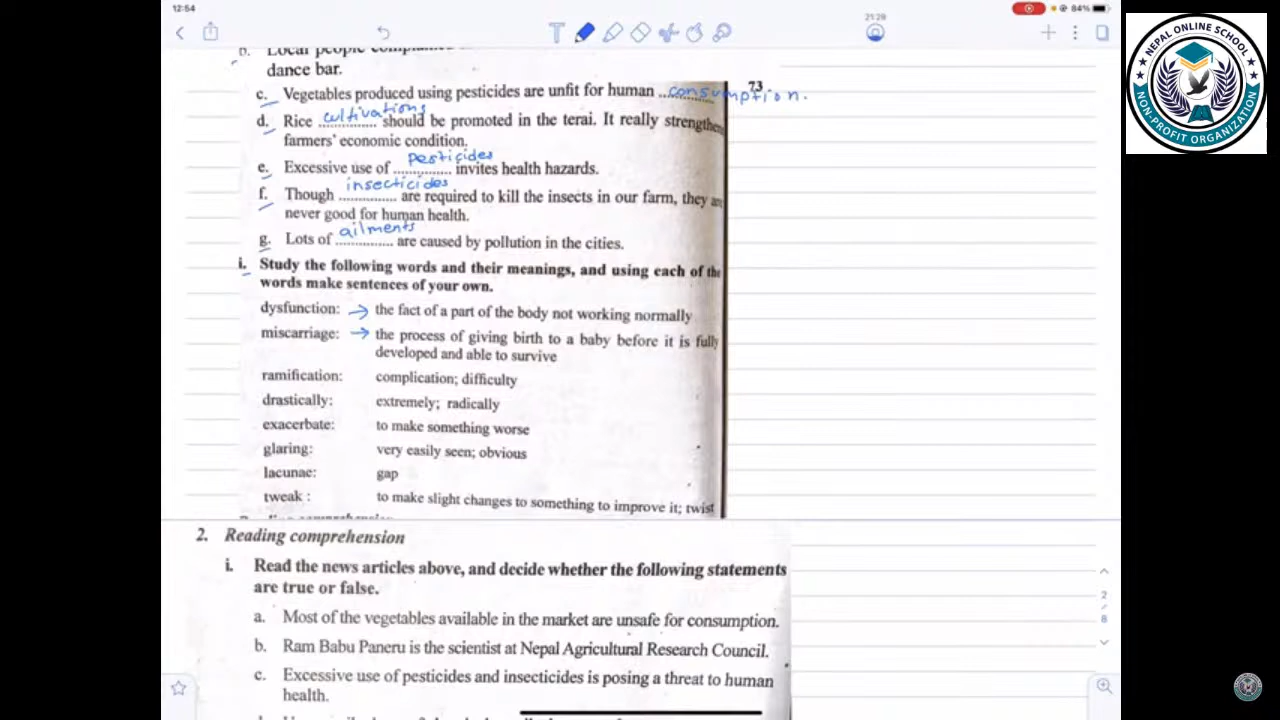 12:54
84%
21:29
NEPAL ONLINE SCHOOL
NON-PROFIT ORGANIZATION
b. Local people
dance bar.
73
c. Vegetables produced using pesticides are unfit for human ..consumption.
d. Rice cultivations should be promoted in the terai. It really strengthen
farmers' economic condition.
e. Excessive use of pesticides invites health hazards.
f. Though insecticides are required to kill the insects in our farm, they are
never good for human health.
g. Lots of ailments are caused by pollution in the cities.
i. Study the following words and their meanings, and using each of the
words make sentences of your own.
dysfunction: → the fact of a part of the body not working normally
miscarriage: → the process of giving birth to a baby before it is fully
developed and able to survive
ramification: complication; difficulty
drastically: extremely; radically
exacerbate: to make something worse
glaring: very easily seen; obvious
lacunae: gap
tweak : to make slight changes to something to improve it; twist
2. Reading comprehension
i. Read the news articles above, and decide whether the following statements
are true or false.
a. Most of the vegetables available in the market are unsafe for consumption.
b. Ram Babu Paneru is the scientist at Nepal Agricultural Research Council.
c. Excessive use of pesticides and insecticides is posing a threat to human
health.
2
/
8